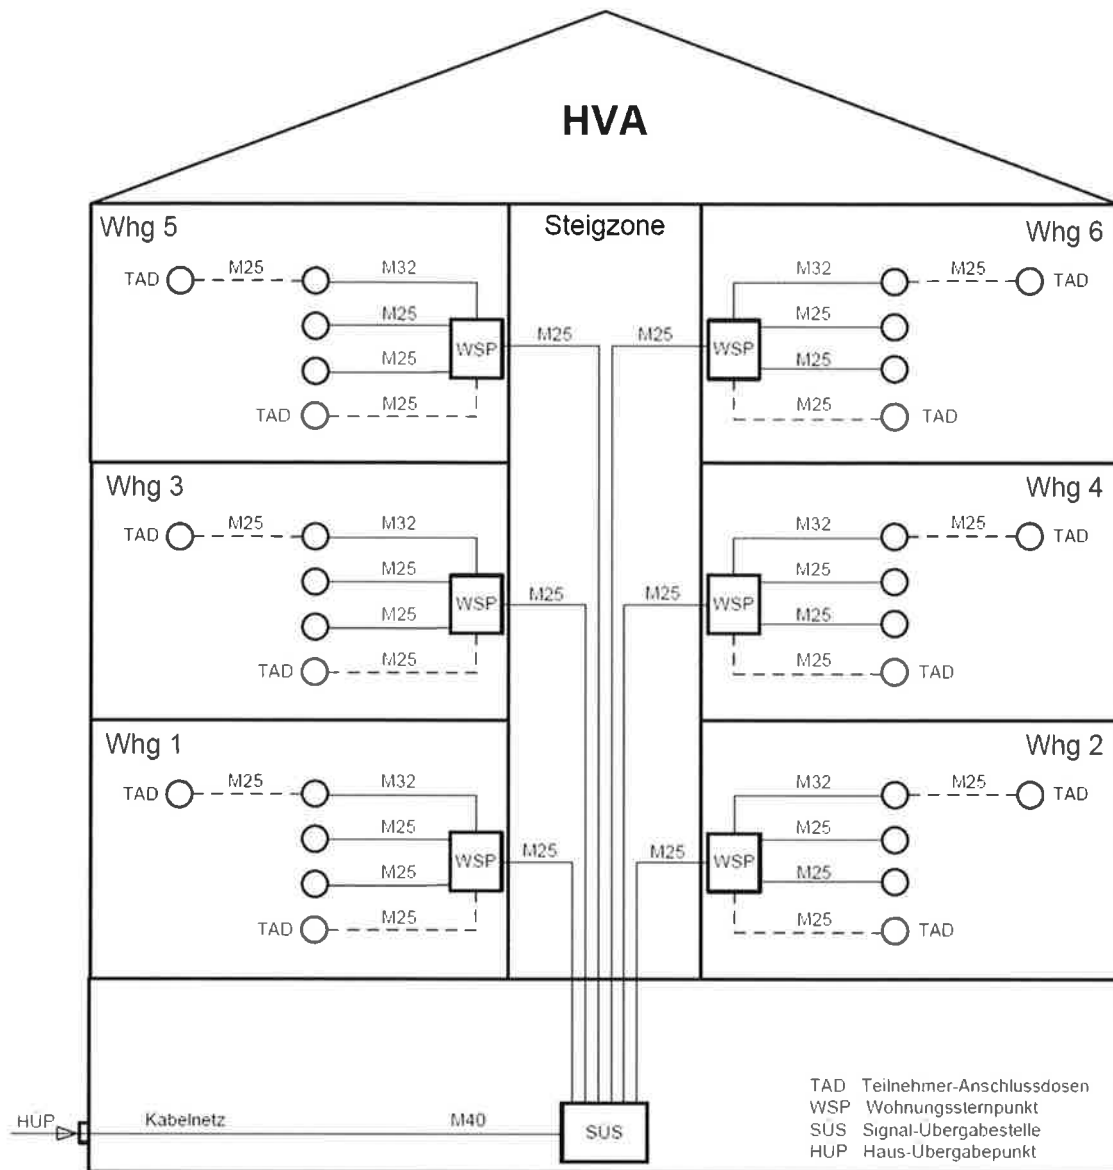 HVA
Whg 5
Steigzone
Whg 6
TAD
M25
M32
M32
M25
TAD
M25
M25
WSP
M25
M25
WSP
M25
M25
TAD
M25
M25
TAD
Whg 3
Whg 4
TAD
M25
M32
M32
M25
TAD
M25
M25
WSP
M25
M25
WSP
M25
M25
TAD
M25
M25
TAD
Whg 1
Whg 2
TAD
M25
M32
M32
M25
TAD
M25
M25
WSP
M25
M25
WSP
M25
M25
TAD
M25
M25
TAD
HÜP
Kabelnetz
M40
SÜS
TAD Teilnehmer-Anschlussdosen
WSP Wohnungssternpunkt
SÜS Signal-Übergabestelle
HÜP Haus-Übergabepunkt